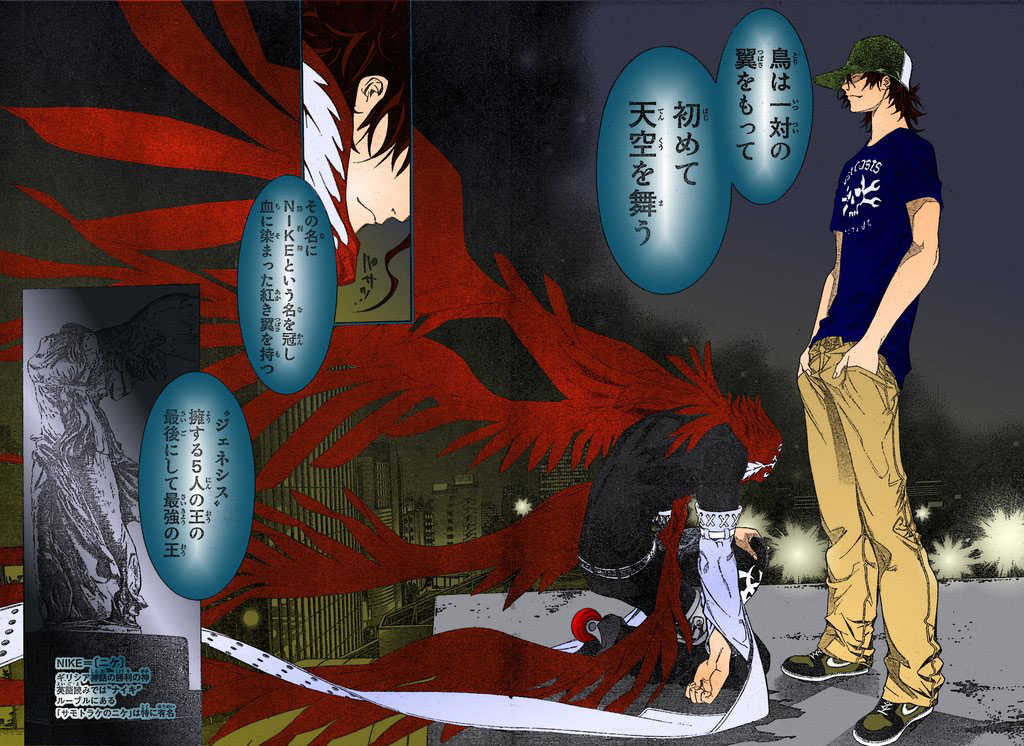 鳥は一対の
翼をもって
初めて
天空を舞う
バサッ
その名に
NIKEという名を冠し
血に染まった紅き翼を持つ
“ジェネシス”
擁する5人の王の
最後にして最強の王
NIKE＝[ニケ]
ギリシア神話の勝利の神
英語読みでは“ナイキ”
ルーブルにある
「サモトラケのニケ」は特に有名